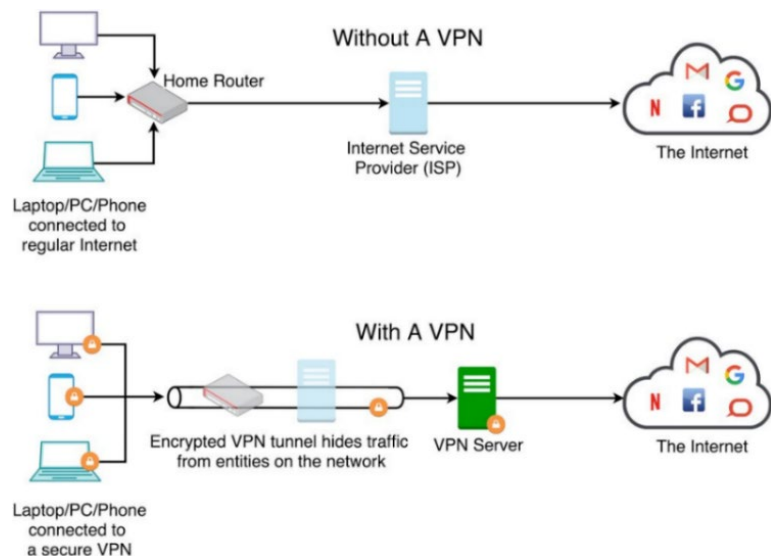 Without A VPN
Home Router
Internet Service
Provider (ISP)
The Internet
Laptop/PC/Phone
connected to
regular Internet
With A VPN
Encrypted VPN tunnel hides traffic
from entities on the network
VPN Server
The Internet
Laptop/PC/Phone
connected to
a secure VPN